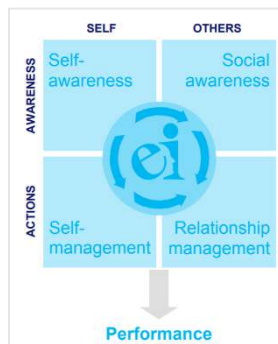 SELF OTHERS
AWARENESS
Self-
awareness
Social
awareness
ei
ACTIONS
Self-
management
Relationship
management
Performance